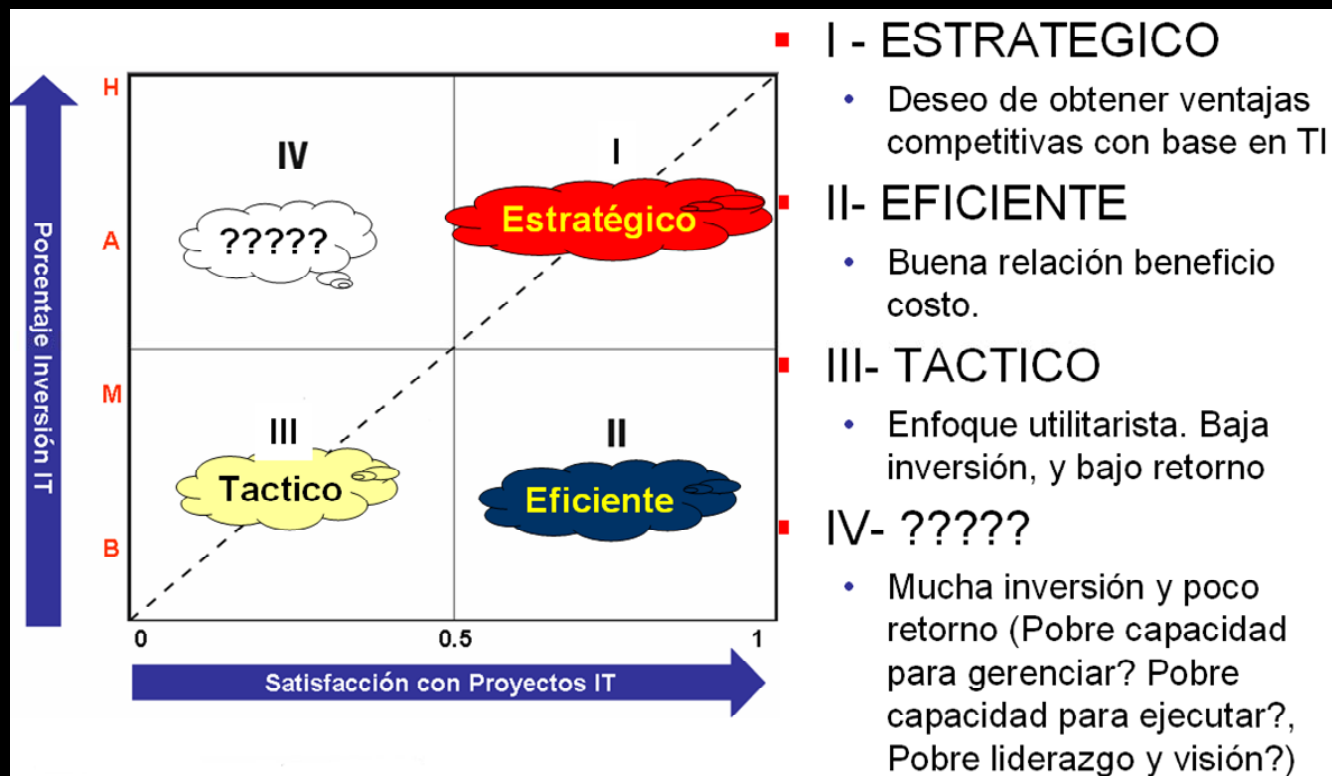 Porcentaje Inversión IT
H
A
M
B
IV
?????
I
Estratégico
III
Tactico
II
Eficiente
0
0.5
1
Satisfacción con Proyectos IT
I - ESTRATEGICO
Deseo de obtener ventajas
competitivas con base en TI
II- EFICIENTE
Buena relación beneficio
costo.
III- TACTICO
Enfoque utilitarista. Baja
inversión, y bajo retorno
IV- ?????
Mucha inversión y poco
retorno (Pobre capacidad
para gerenciar? Pobre
capacidad para ejecutar?,
Pobre liderazgo y visión?)